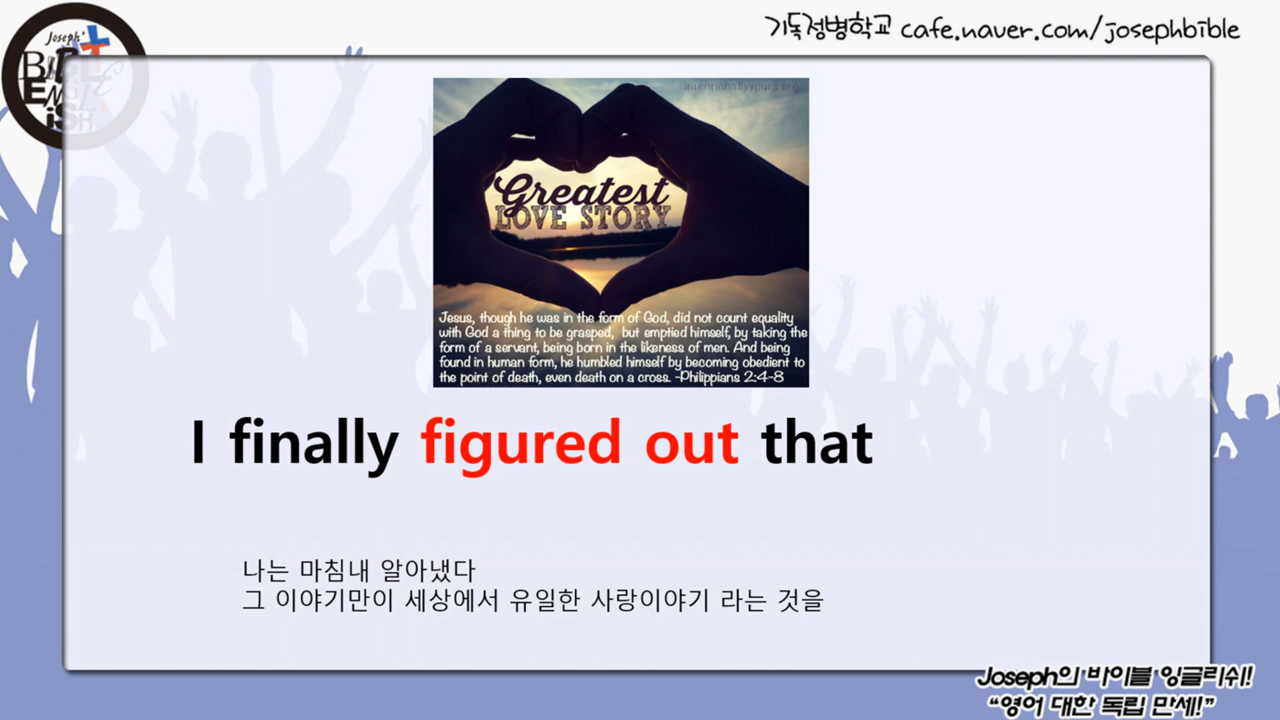 Joseph'
BIBLE
ENGL
iSH
기독정병학교 cafe.naver.com/josephbible
intentionallyyours.org
Greatest
LOVE STORY
Jesus, though he was in the form of God, did not count equality
with God a thing to be grasped, but emptied himself, by taking the
form of a servant, being born in the likeness of men. And being
found in human form, he humbled himself by becoming obedient to
the point of death, even death on a cross. -Philippians 2:4-8
I finally figured out that
나는 마침내 알아냈다
그 이야기만이 세상에서 유일한 사랑이야기 라는 것을
Joseph의 바이블 잉글리쉬!
“영어 대한 독립 만세!”